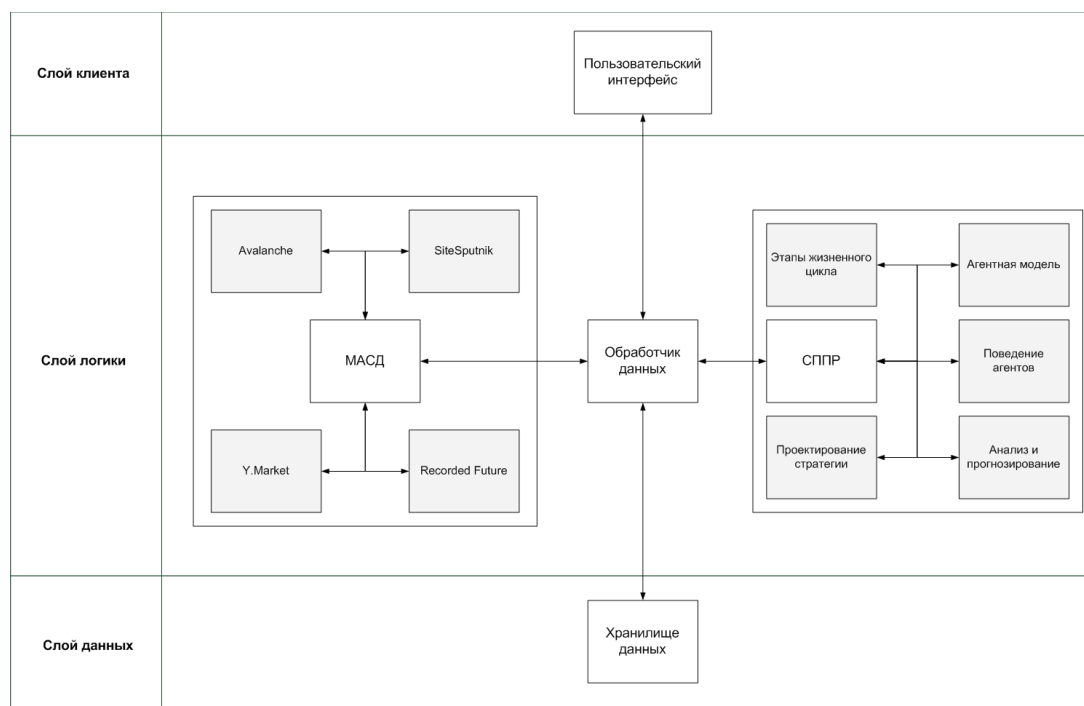 Слой клиента
Пользовательский
интерфейс
Слой логики
Avalanche
SiteSputnik
МАСД
Y.Market
Recorded Future
Обработчик
данных
Этапы жизненного
цикла
Агентная модель
СППР
Поведение
агентов
Проектирование
стратегии
Анализ и
прогнозирование
Слой данных
Хранилище
данных